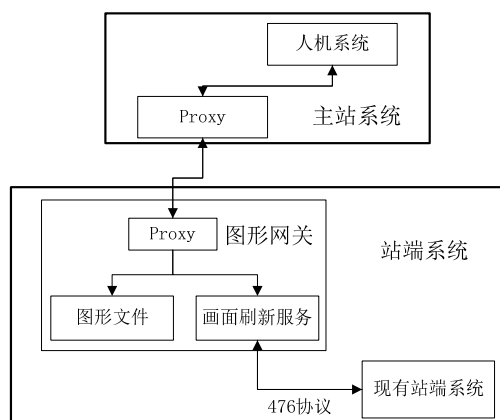 人机系统
Proxy
主站系统
Proxy
图形网关
站端系统
图形文件
画面刷新服务
现有站端系统
476协议